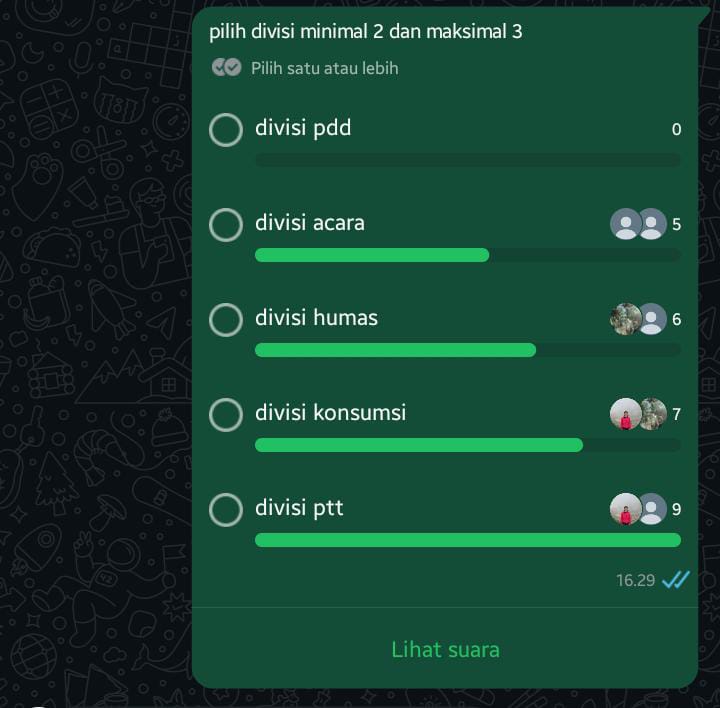 pilih divisi minimal 2 dan maksimal 3
Pilih satu atau lebih
divisi pdd 0
divisi acara 5
divisi humas 6
divisi konsumsi 7
divisi ptt 9
16.29
Lihat suara